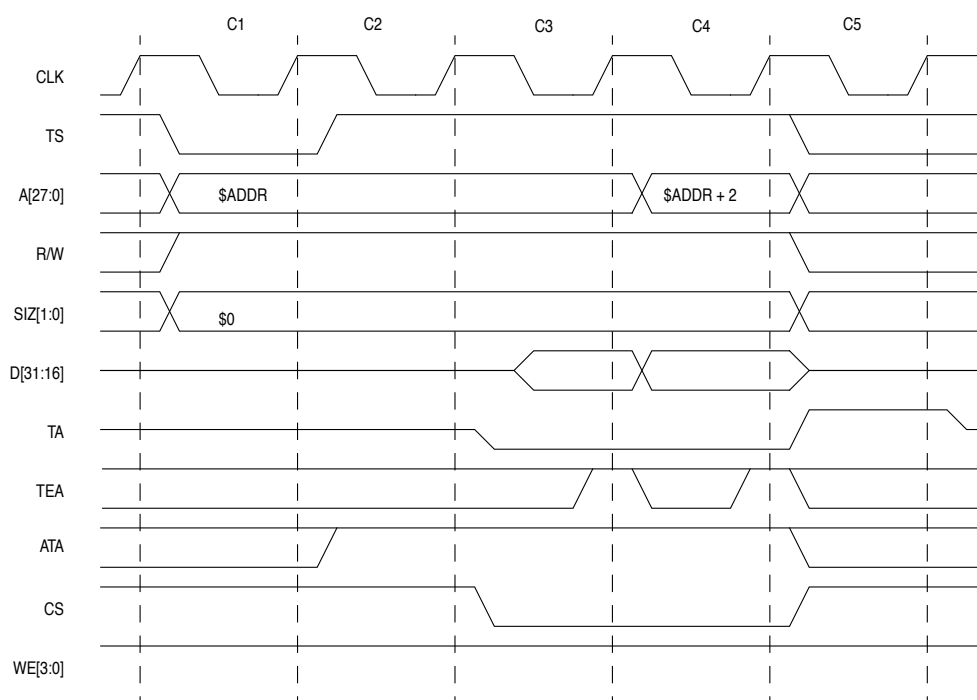 C1 C2 C3 C4 C5
CLK
TS
A[27:0] $ADDR $ADDR + 2
R/W
SIZ[1:0] $0
D[31:16]
TA
TEA
ATA
CS
WE[3:0]